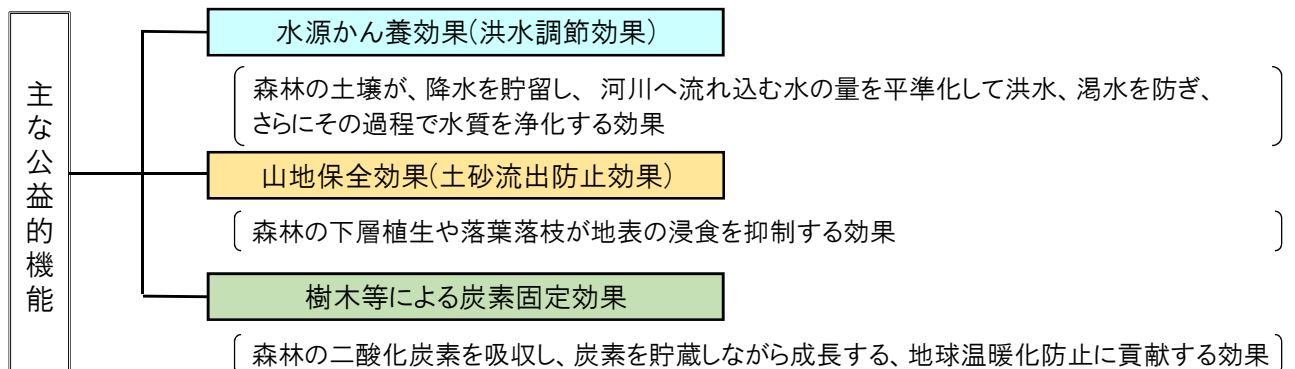 主な公益的機能
水源かん養効果(洪水調節効果)
森林の土壌が、降水を貯留し、 河川へ流れ込む水の量を平準化して洪水、渇水を防ぎ、
さらにその過程で水質を浄化する効果
山地保全効果(土砂流出防止効果)
森林の下層植生や落葉落枝が地表の浸食を抑制する効果
樹木等による炭素固定効果
森林の二酸化炭素を吸収し、炭素を貯蔵しながら成長する、地球温暖化防止に貢献する効果